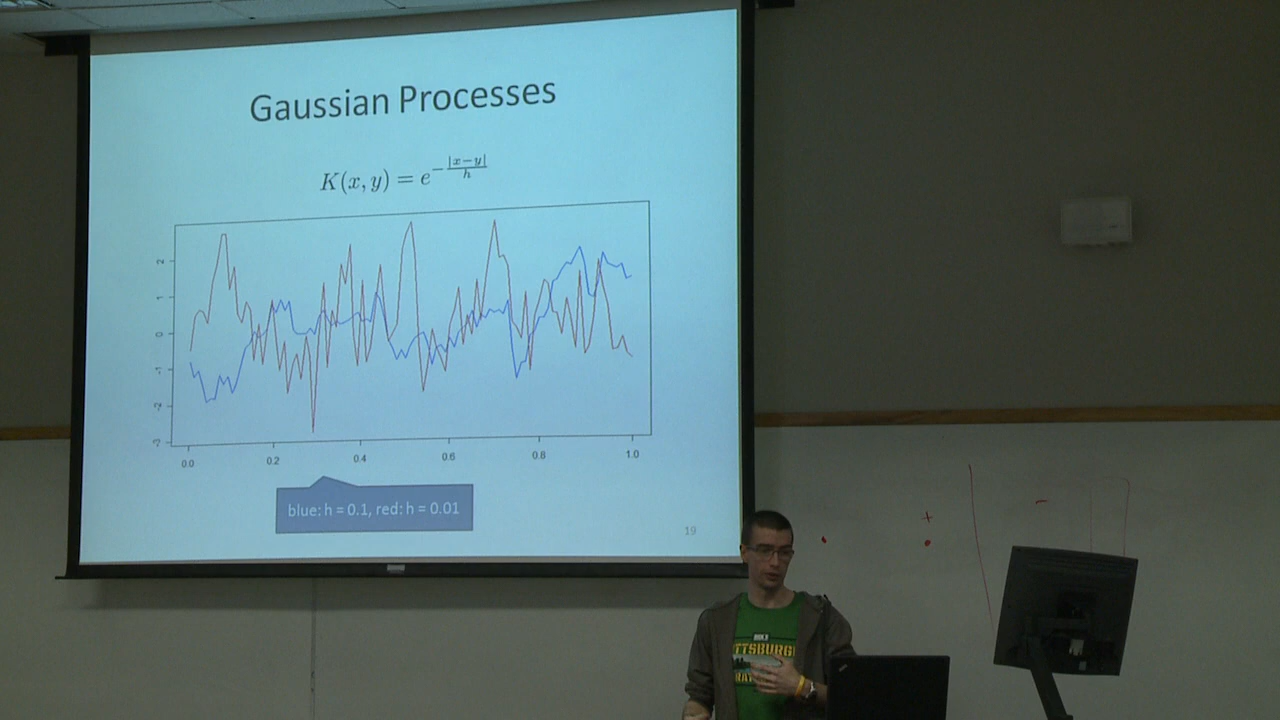 Gaussian Processes
K(x, y) = e^{-\frac{|x-y|}{h}}
2
1
0
-1
-2
-3
0.0 0.2 0.4 0.6 0.8 1.0
blue: h = 0.1, red: h = 0.01
19
+
−